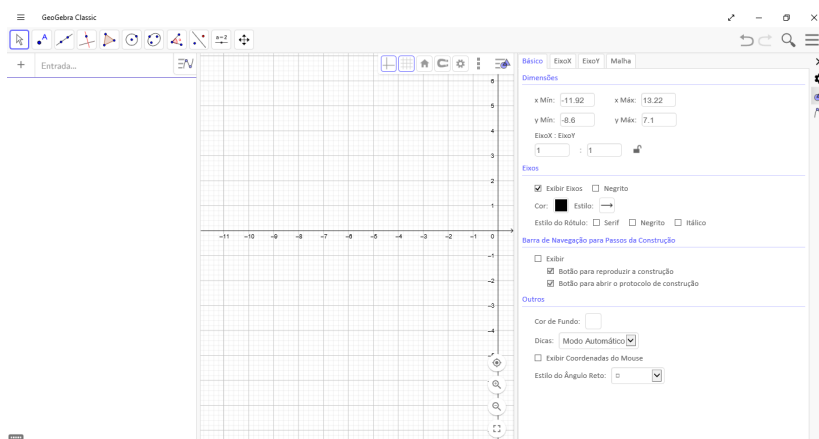 GeoGebra Classic
a=2
Entrada...
Básico EixoX EixoY Malha
Dimensões
x Mín: -11.92 x Máx: 13.22
y Mín: -8.6 y Máx: 7.1
EixoX : EixoY
1 : 1
Eixos
Exibir Eixos Negrito
Cor: Estilo:
Estilo do Rótulo: Serif Negrito Itálico
Barra de Navegação para Passos da Construção
Exibir
Botão para reproduzir a construção
Botão para abrir o protocolo de construção
Outros
Cor de Fundo:
Dicas: Modo Automático
Exibir Coordenadas do Mouse
Estilo do Ângulo Reto:
6
5
4
3
2
1
-11 -10 -9 -8 -7 -6 -5 -4 -3 -2 -1 0
-1
-2
-3
-4